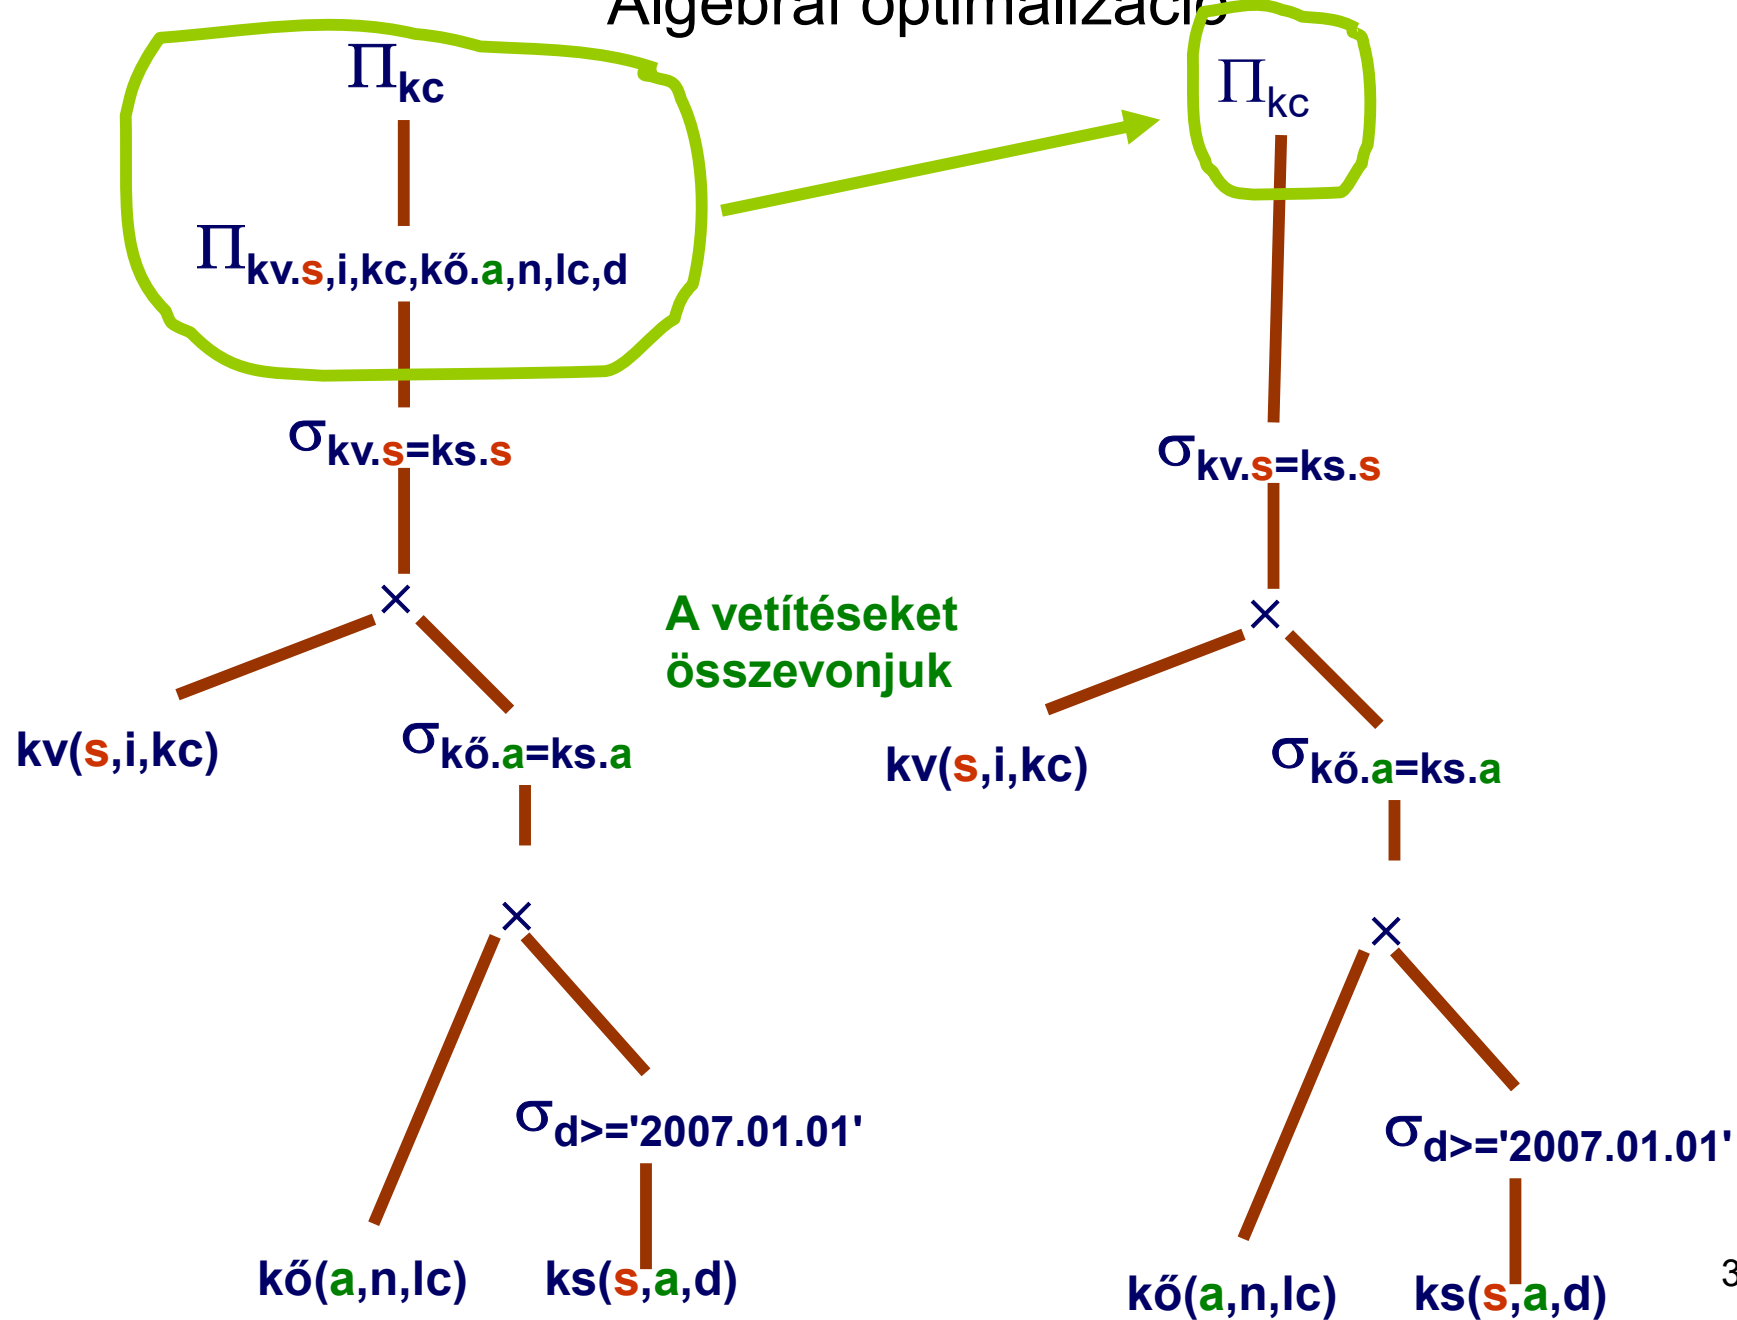 Algebrai optimalizáció
Πkc
Πkv.s,i,kc,kő.a,n,lc,d
σkv.s=ks.s
×
kv(s,i,kc)
σkő.a=ks.a
×
σd>='2007.01.01'
kő(a,n,lc)
ks(s,a,d)
A vetítéseket
összevonjuk
Πkc
σkv.s=ks.s
×
kv(s,i,kc)
σkő.a=ks.a
×
σd>='2007.01.01'
kő(a,n,lc)
ks(s,a,d)